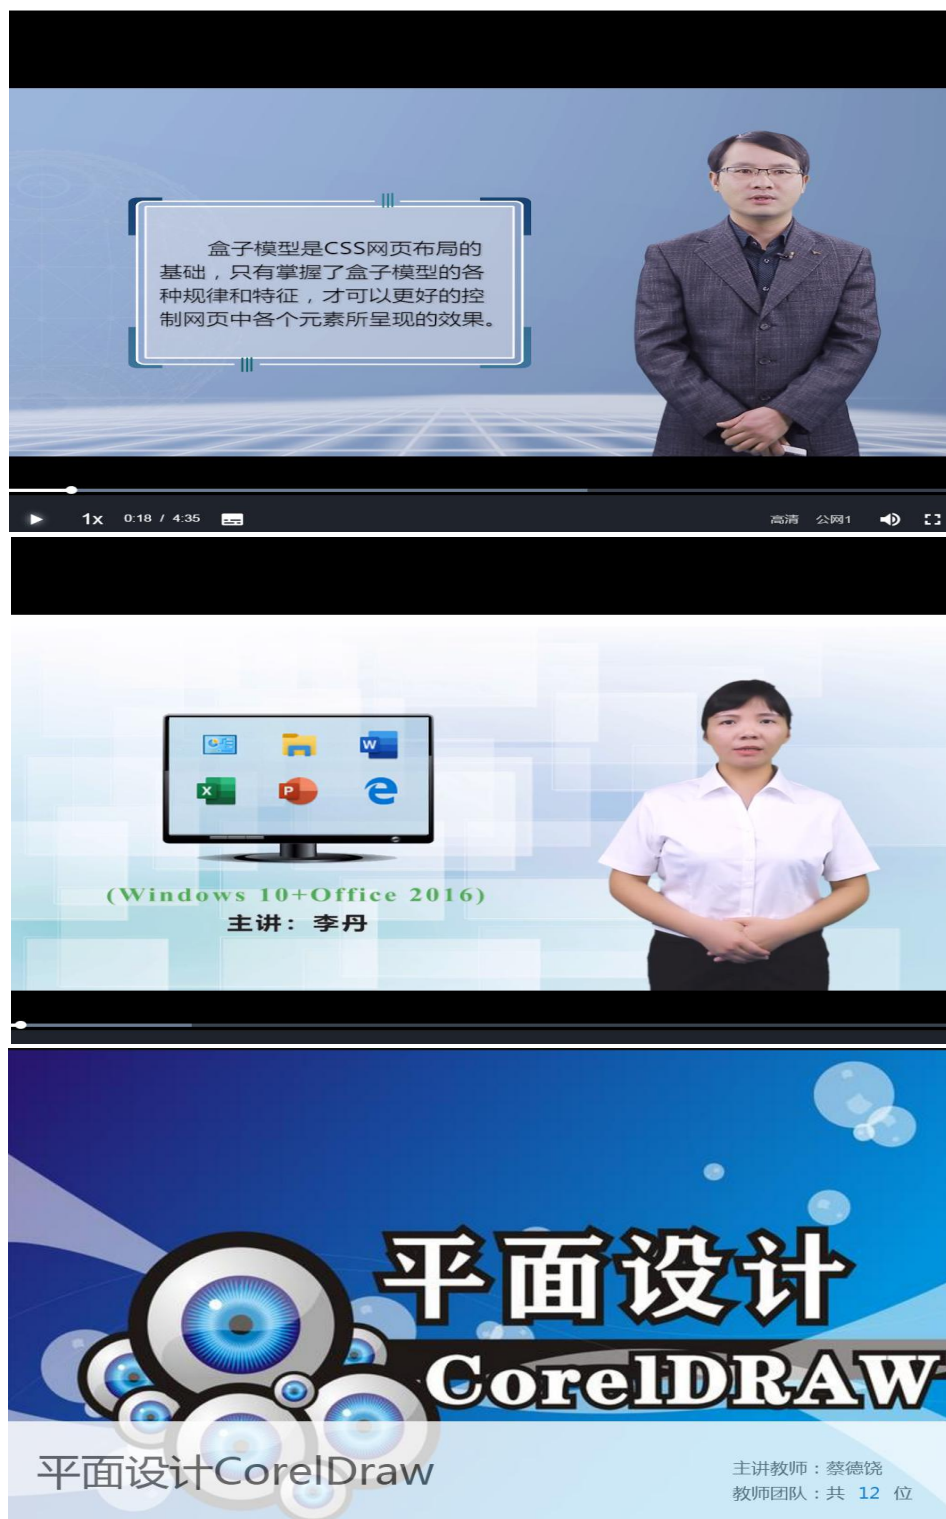 盒子模型是CSS网页布局的
基础，只有掌握了盒子模型的各
种规律和特征，才可以更好的控
制网页中各个元素所呈现的效果。
1x 0:18 / 4:35 高清 公网1
W
X P
(Windows 10+Office 2016)
主讲：李丹
平面设计
CorelDRAW
平面设计CorelDraw
主讲教师：蔡德饶
教师团队：共 12 位